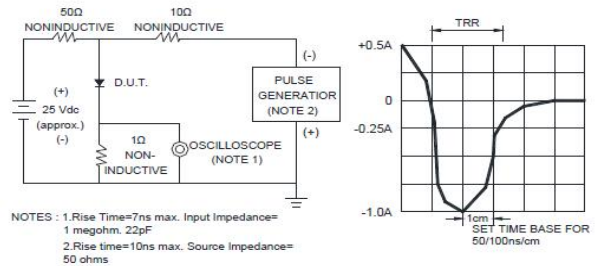 50Ω
NONINDUCTIVE
10Ω
NONINDUCTIVE
(+)
25 Vdc
(approx.)
(-)
D.U.T.
1Ω
NON-
INDUCTIVE
OSCILLOSCOPE
(NOTE 1)
(-)
PULSE
GENERATIOR
(NOTE 2)
(+)
NOTES : 1.Rise Time=7ns max. Input Impedance=
1 megohm. 22pF
2.Rise time=10ns max. Source Impedance=
50 ohms
TRR
+0.5A
0
-0.25A
-1.0A
1cm
SET TIME BASE FOR
50/100ns/cm